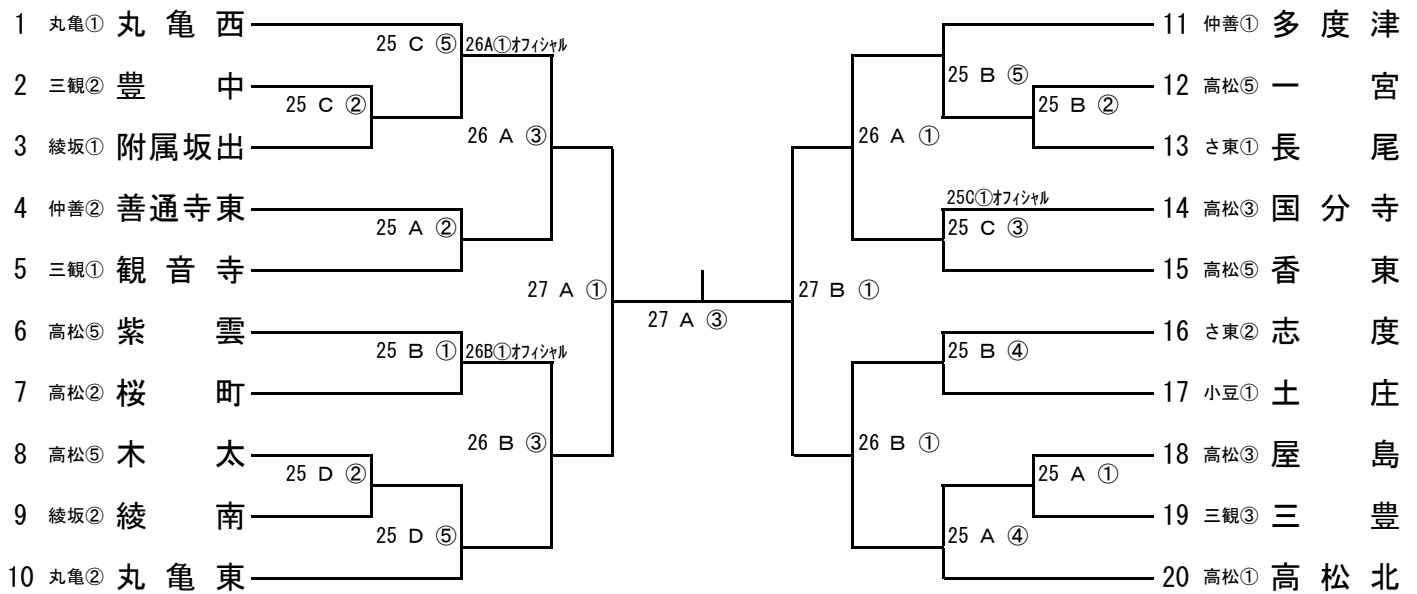 1 丸亀① 丸亀西
2 三観② 豊中
3 綾坂① 附属坂出
4 仲善② 善通寺東
5 三観① 観音寺
6 高松⑤ 紫雲
7 高松② 桜町
8 高松⑤ 木太
9 綾坂② 綾南
10 丸亀② 丸亀東
25 C ⑤
26A①オフィシャル
25 C ②
26 A ③
25 A ②
27 A ①
25 B ①
26B①オフィシャル
26 B ③
25 D ②
25 D ⑤
27 A ③
25 B ⑤
25 B ②
26 A ①
25C①オフィシャル
25 C ③
27 B ①
25 B ④
26 B ①
25 A ①
25 A ④
11 仲善① 多度津
12 高松⑤ 一宮
13 さ東① 長尾
14 高松③ 国分寺
15 高松⑤ 香東
16 さ東② 志度
17 小豆① 土庄
18 高松③ 屋島
19 三観③ 三豊
20 高松① 高松北